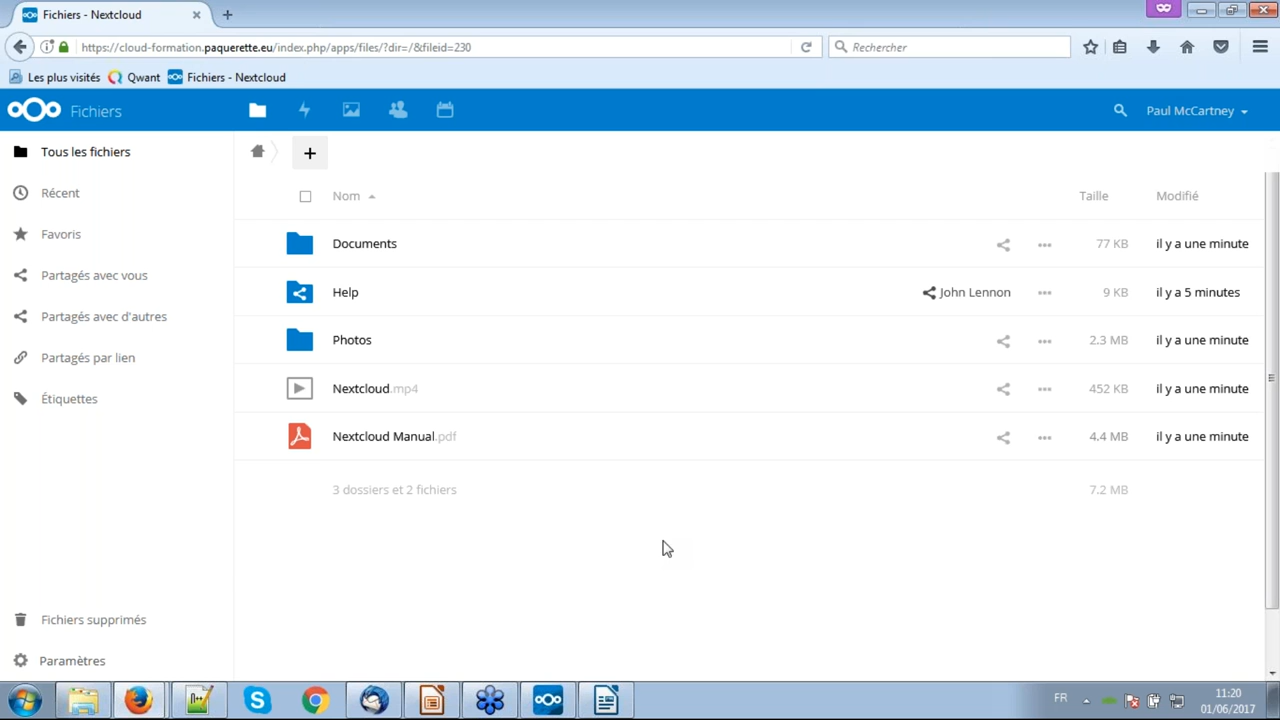 Fichiers - Nextcloud
https://cloud-formation.paquerette.eu/index.php/apps/files/?dir=/&fileid=230
Rechercher
Les plus visités
Qwant
Fichiers - Nextcloud
Fichiers
Paul McCartney
Tous les fichiers
Récent
Favoris
Partagés avec vous
Partagés avec d'autres
Partagés par lien
Étiquettes
Fichiers supprimés
Paramètres
Nom Taille Modifié
Documents 77 KB il y a une minute
Help John Lennon 9 KB il y a 5 minutes
Photos 2.3 MB il y a une minute
Nextcloud.mp4 452 KB il y a une minute
Nextcloud Manual.pdf 4.4 MB il y a une minute
3 dossiers et 2 fichiers 7.2 MB
FR
11:20
01/06/2017